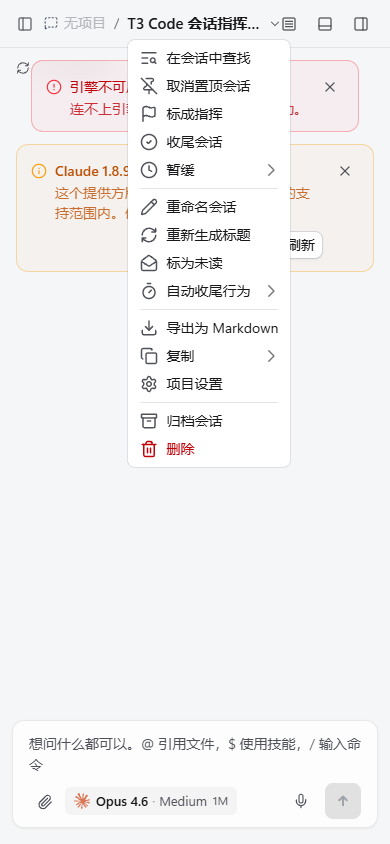 无项目 / T3 Code 会话指挥...
引擎不可
连不上引
。
Claude 1.8.9
这个提供方
的支
持范围内。
刷新
在会话中查找
取消置顶会话
标成指挥
收尾会话
暂缓
重命名会话
重新生成标题
标为未读
自动收尾行为
导出为 Markdown
复制
项目设置
归档会话
删除
想问什么都可以。@ 引用文件，$ 使用技能，/ 输入命
令
Opus 4.6 · Medium 1M